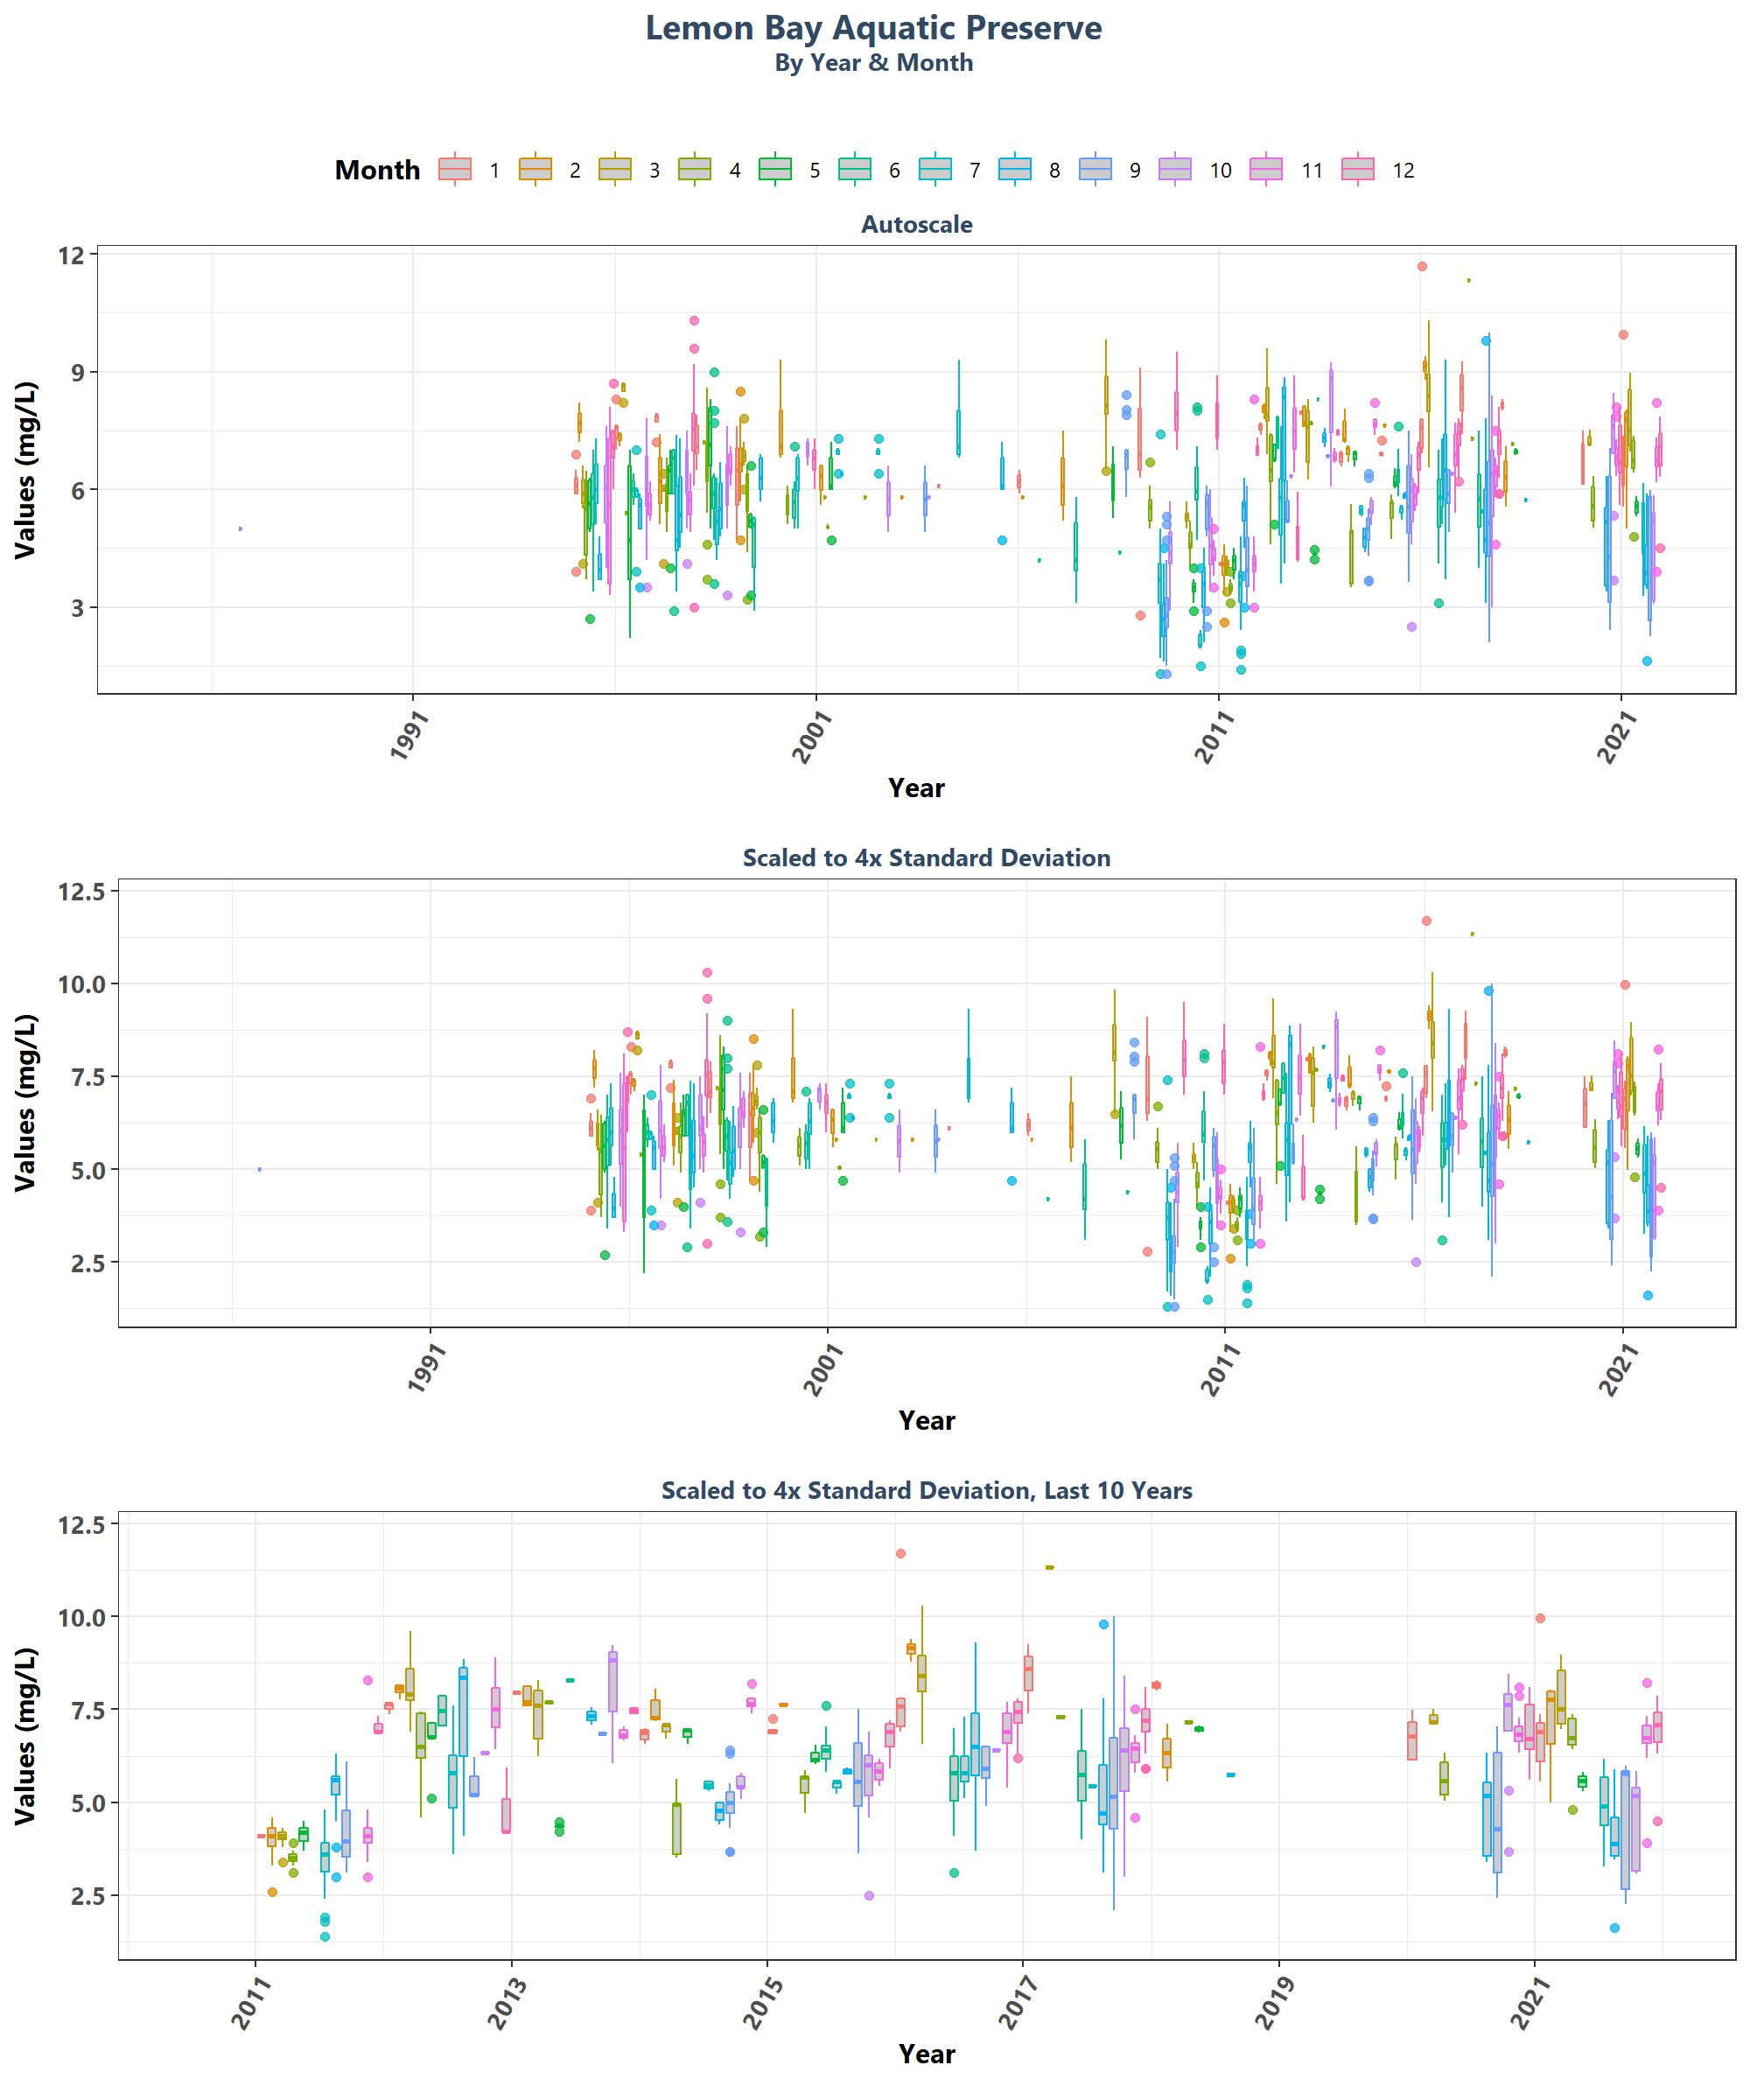 Lemon Bay Aquatic Preserve
By Year & Month
Month 1 2 3 4 5 6 7 8 9 10 11 12
Autoscale
Values (mg/L)
12
9
6
3
1991 2001 2011 2021
Year
Scaled to 4x Standard Deviation
Values (mg/L)
12.5
10.0
7.5
5.0
2.5
1991 2001 2011 2021
Year
Scaled to 4x Standard Deviation, Last 10 Years
Values (mg/L)
12.5
10.0
7.5
5.0
2.5
2011 2013 2015 2017 2019 2021
Year